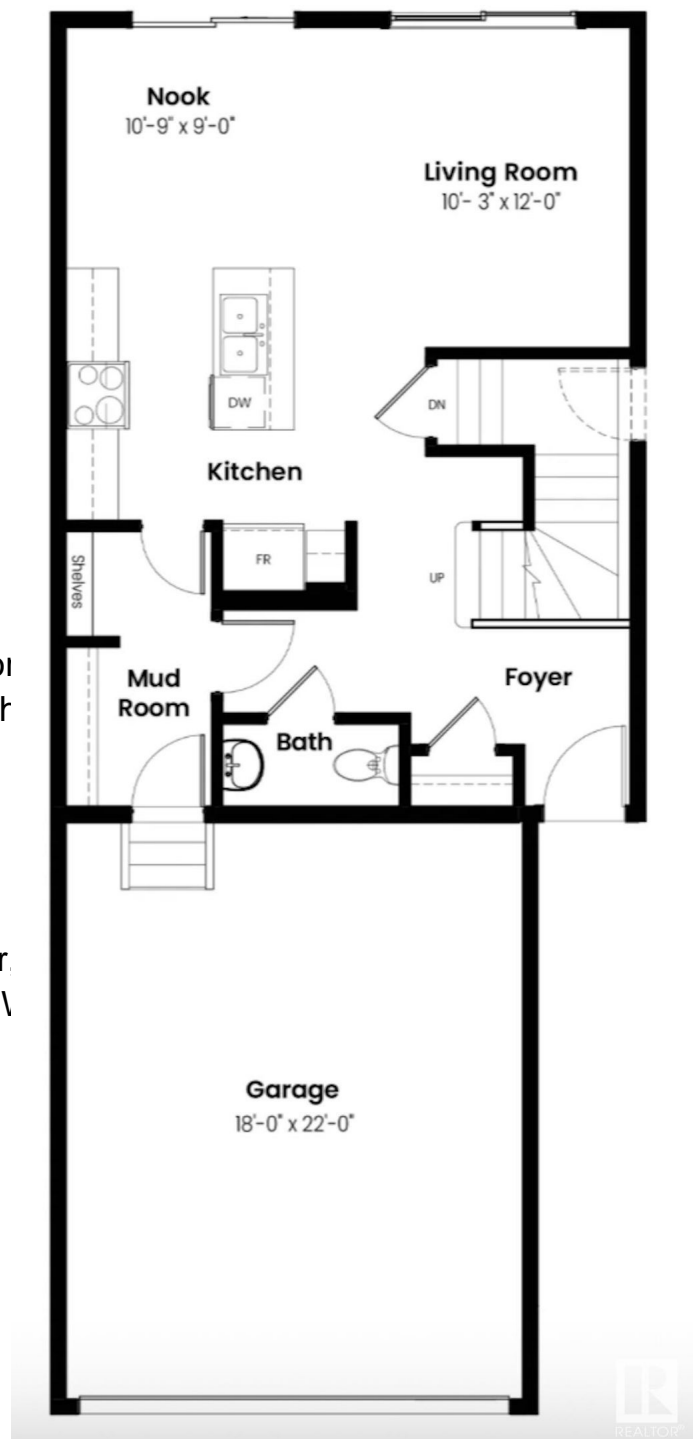 Nook
10'-9" x 9'-0"
Living Room
10'- 3" x 12'-0"
DW
DN
Kitchen
FR
Shelves
UP
Mud
Room
Foyer
Bath
Garage
18'-0" x 22'-0"
REALTOR®